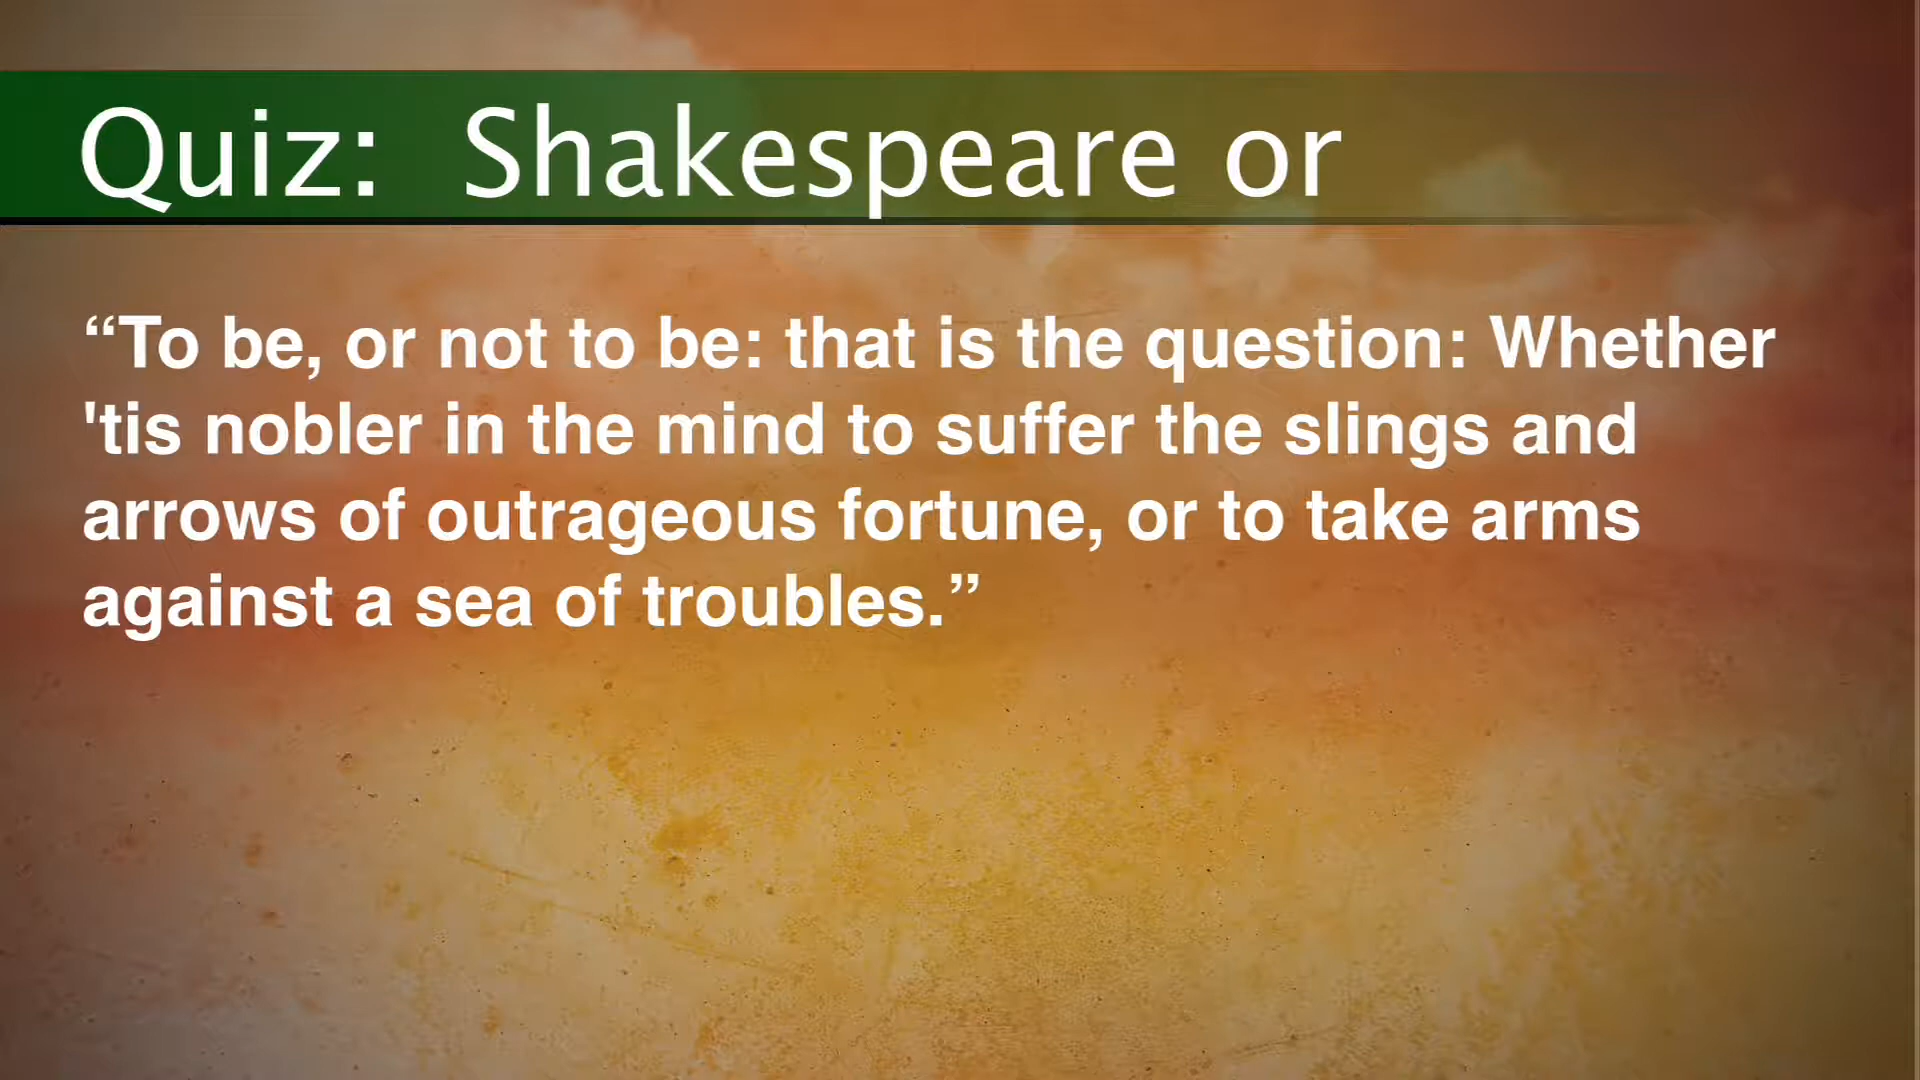 Quiz:  Shakespeare or
“To be, or not to be: that is the question: Whether
'tis nobler in the mind to suffer the slings and
arrows of outrageous fortune, or to take arms
against a sea of troubles.”